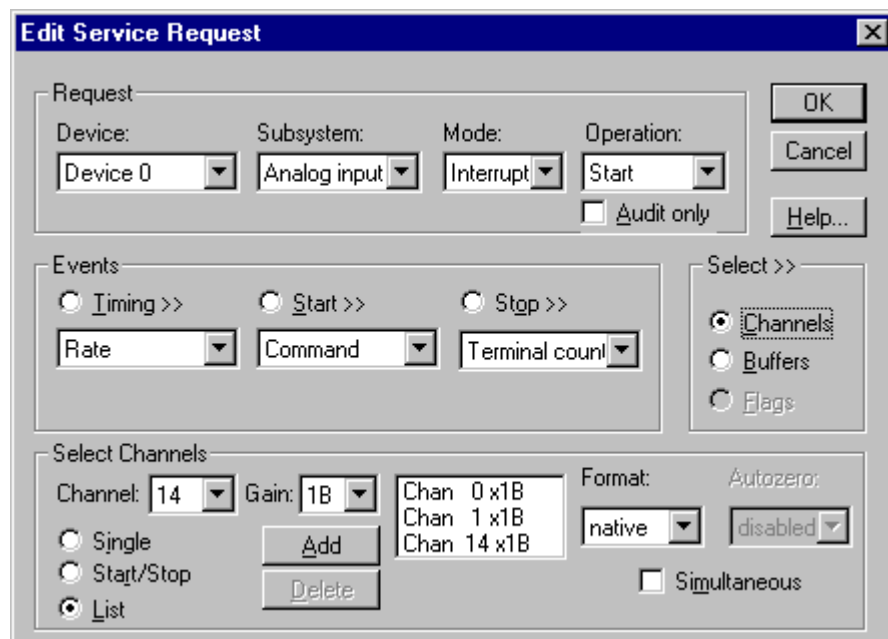 Edit Service Request
Request
Device: Subsystem: Mode: Operation:
Device 0 Analog input Interrupt Start
Audit only
OK
Cancel
Help...
Events
Timing >> Start >> Stop >>
Rate Command Terminal count
Select >>
Channels
Buffers
Flags
Select Channels
Channel: 14 Gain: 1B
Single
Start/Stop
List
Add
Delete
Chan 0 x1B
Chan 1 x1B
Chan 14 x1B
Format: Autozero:
native disabled
Simultaneous